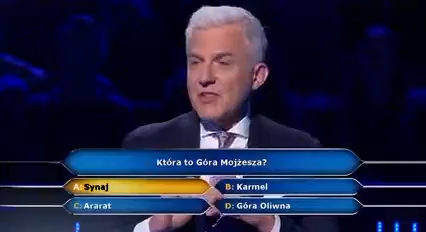 Która to Góra Mojżesza?
A: Synaj
B: Karmel
C: Ararat
D: Góra Oliwna